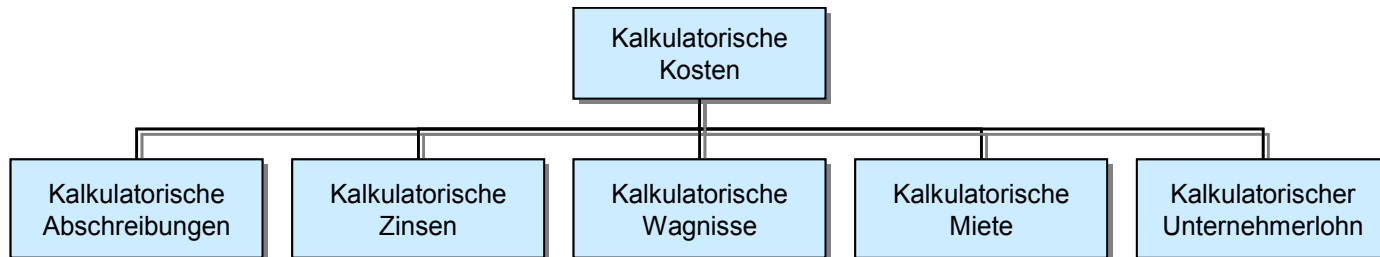 Kalkulatorische
Kosten
Kalkulatorische
Abschreibungen
Kalkulatorische
Zinsen
Kalkulatorische
Wagnisse
Kalkulatorische
Miete
Kalkulatorischer
Unternehmerlohn